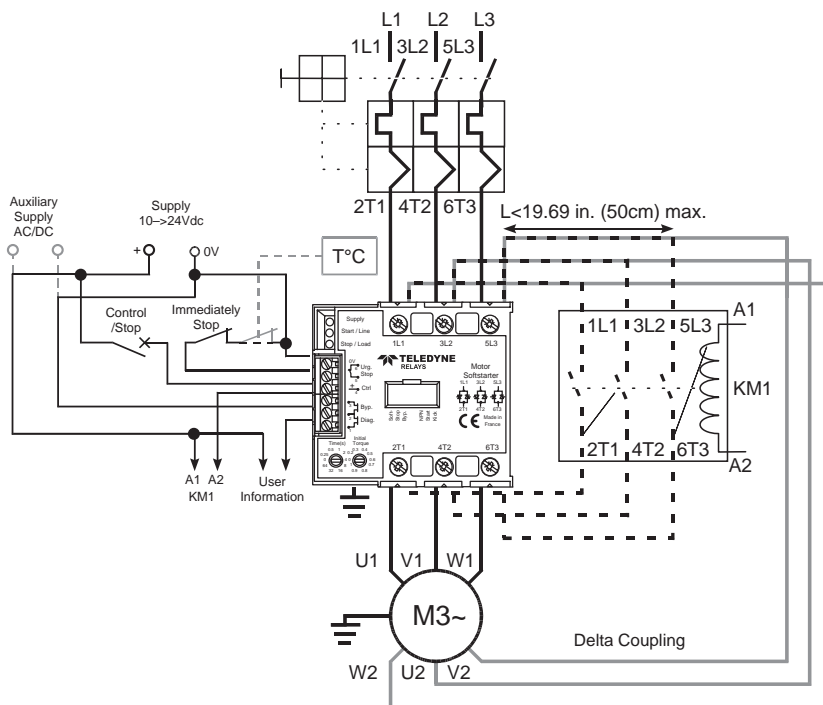 L1 L2 L3
1L1 3L2 5L3
2T1 4T2 6T3
L<19.69 in. (50cm) max.
Auxiliary
Supply
AC/DC
Supply
10–>24Vdc
+ 0V
T°C
Control
/Stop
Immediately
Stop
Supply
Start / Line
Stop / Load
1L1 3L2 5L3
TELEDYNE
RELAYS
Motor
Softstarter
1L1 3L2 5L3
2T1 4T2 6T3
CE Made in
France
0V
Urg.
Stop
+
Ctrl
Byp.
Diag.
Time(s)
Initial
Torque
2T1 4T2 6T3
A1 A2
KM1
User
Information
1L1 3L2 5L3
A1
KM1
2T1 4T2 6T3
A2
U1 V1 W1
M3~
W2 U2 V2
Delta Coupling